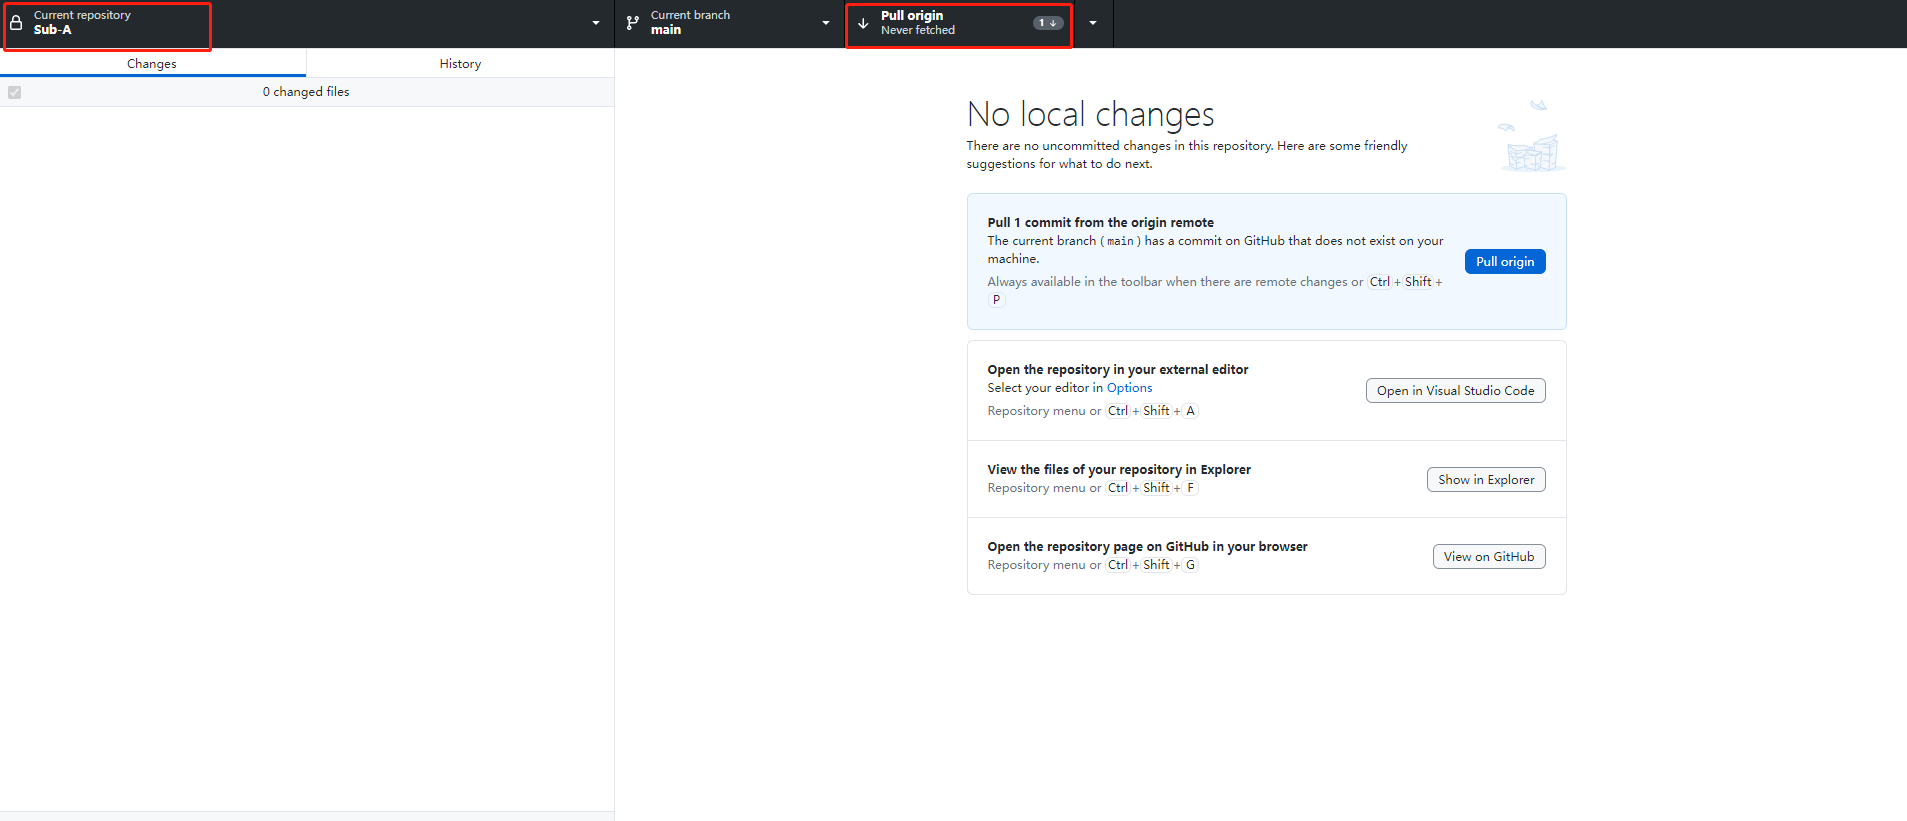 Current repository
Sub-A
Current branch
main
Pull origin
Never fetched
1
Changes
History
0 changed files
No local changes
There are no uncommitted changes in this repository. Here are some friendly
suggestions for what to do next.
Pull 1 commit from the origin remote
The current branch ( main ) has a commit on GitHub that does not exist on your
machine.
Always available in the toolbar when there are remote changes or Ctrl + Shift +
P
Pull origin
Open the repository in your external editor
Select your editor in Options
Repository menu or Ctrl + Shift + A
Open in Visual Studio Code
View the files of your repository in Explorer
Repository menu or Ctrl + Shift + F
Show in Explorer
Open the repository page on GitHub in your browser
Repository menu or Ctrl + Shift + G
View on GitHub